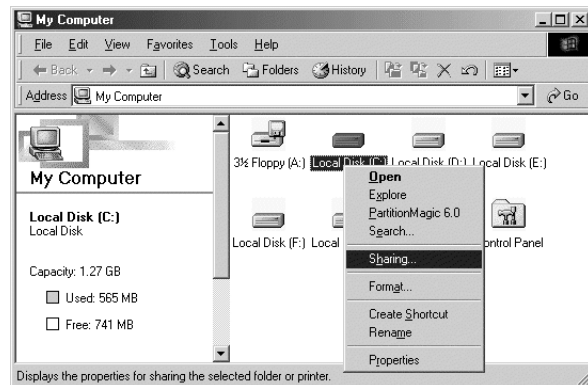 My Computer
File Edit View Favorites Tools Help
Back Search Folders History
Address My Computer Go
My Computer
Local Disk (C:)
Local Disk
Capacity: 1.27 GB
Used: 565 MB
Free: 741 MB
3½ Floppy (A:) Local Disk (C:) Local Disk (D:) Local Disk (E:)
Local Disk (F:) Local ontrol Panel
Open
Explore
PartitionMagic 6.0
Search...
Sharing...
Format...
Create Shortcut
Rename
Properties
Displays the properties for sharing the selected folder or printer.